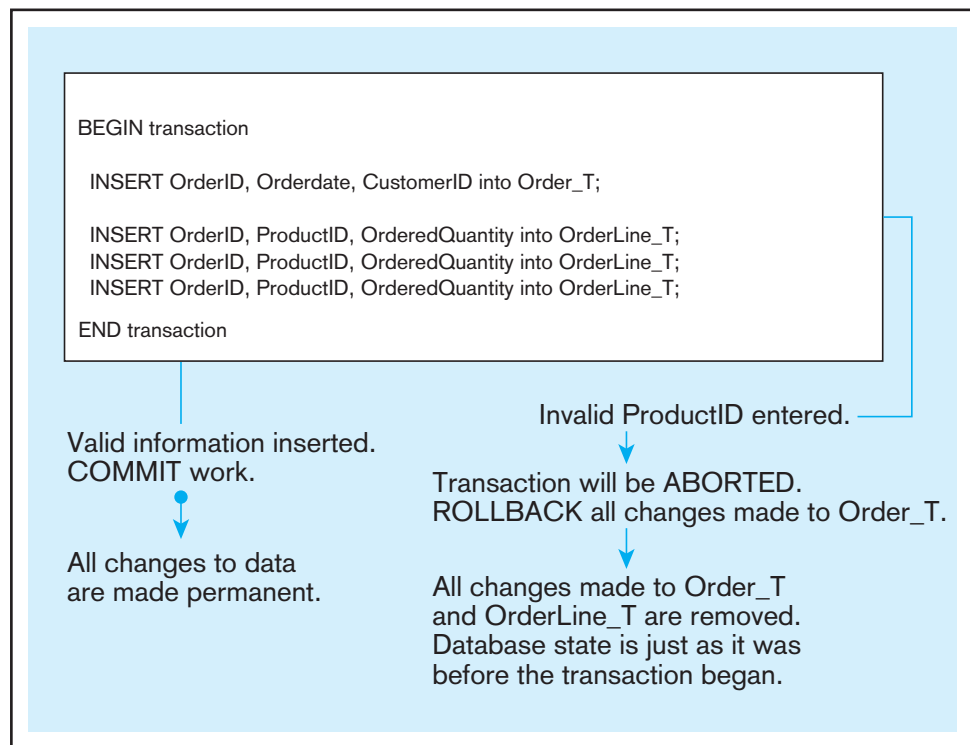 BEGIN transaction
INSERT OrderID, Orderdate, CustomerID into Order_T;
INSERT OrderID, ProductID, OrderedQuantity into OrderLine_T;
INSERT OrderID, ProductID, OrderedQuantity into OrderLine_T;
INSERT OrderID, ProductID, OrderedQuantity into OrderLine_T;
END transaction
Valid information inserted.
COMMIT work.
All changes to data
are made permanent.
Invalid ProductID entered.
Transaction will be ABORTED.
ROLLBACK all changes made to Order_T.
All changes made to Order_T
and OrderLine_T are removed.
Database state is just as it was
before the transaction began.